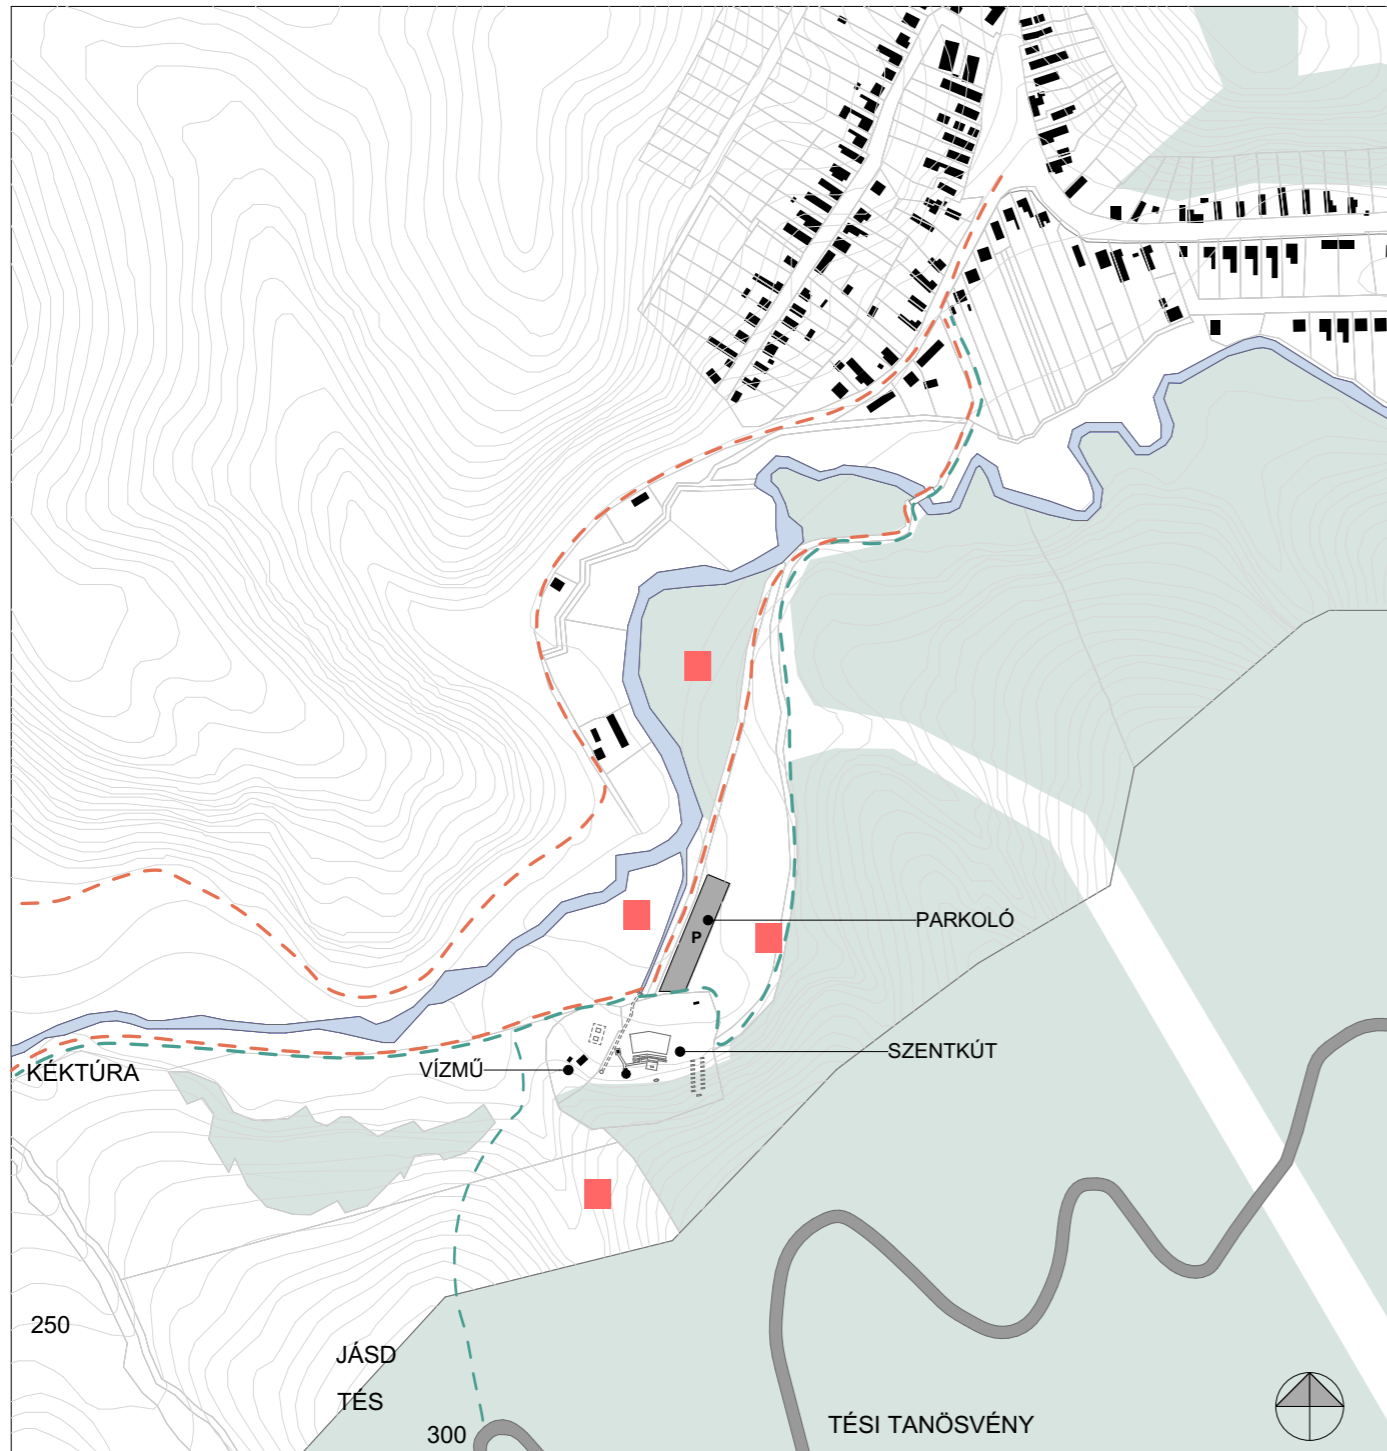 PARKOLÓ
P
SZENTKÚT
VÍZMŰ
KÉKTÚRA
250
JÁSD
TÉS
300
TÉSI TANÖSVÉNY